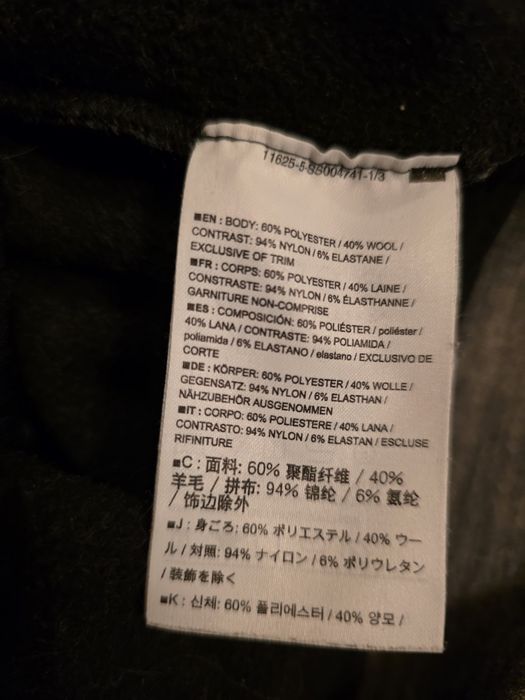 11625-5-SS004741-1/3
■EN : BODY: 60% POLYESTER / 40% WOOL /
CONTRAST: 94% NYLON / 6% ELASTANE /
EXCLUSIVE OF TRIM
■FR : CORPS: 60% POLYESTER / 40% LAINE /
CONSTRASTE: 94% NYLON / 6% ÉLASTHANNE /
GARNITURE NON-COMPRISE
■ES : COMPOSICIÓN: 60% POLIÉSTER / poliéster /
40% LANA / CONTRASTE: 94% POLIAMIDA /
poliamida / 6% ELASTANO / elastano / EXCLUSIVO DE
CORTE
■DE : KÖRPER: 60% POLYESTER / 40% WOLLE /
GEGENSATZ: 94% NYLON / 6% ELASTHAN /
NÄHZUBEHÖR AUSGENOMMEN
■IT : CORPO: 60% POLIESTERE / 40% LANA /
CONTRASTO: 94% NYLON / 6% ELASTAN / ESCLUSE
RIFINITURE
■C : 面料: 60% 聚酯纤维 / 40%
羊毛 / 拼布: 94% 锦纶 / 6% 氨纶
/ 饰边除外
■J : 身ごろ: 60% ポリエステル / 40% ウー
ル / 対照: 94% ナイロン / 6% ポリウレタン
/ 装飾を除く
■K : 신체: 60% 폴리에스터 / 40% 양모 /